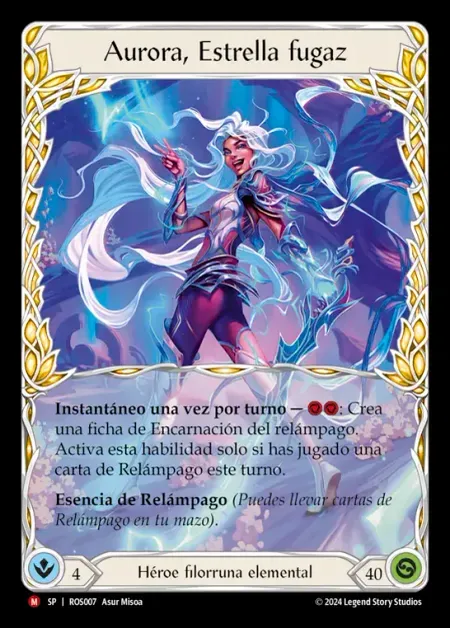 Aurora, Estrella fugaz
Instantáneo una vez por turno — : Crea
una ficha de Encarnación del relámpago.
Activa esta habilidad solo si has jugado una
carta de Relámpago este turno.
Esencia de Relámpago (Puedes llevar cartas de
Relámpago en tu mazo).
4
Héroe filorruna elemental
40
M SP | ROS007 Asur Misoa
© 2024 Legend Story Studios